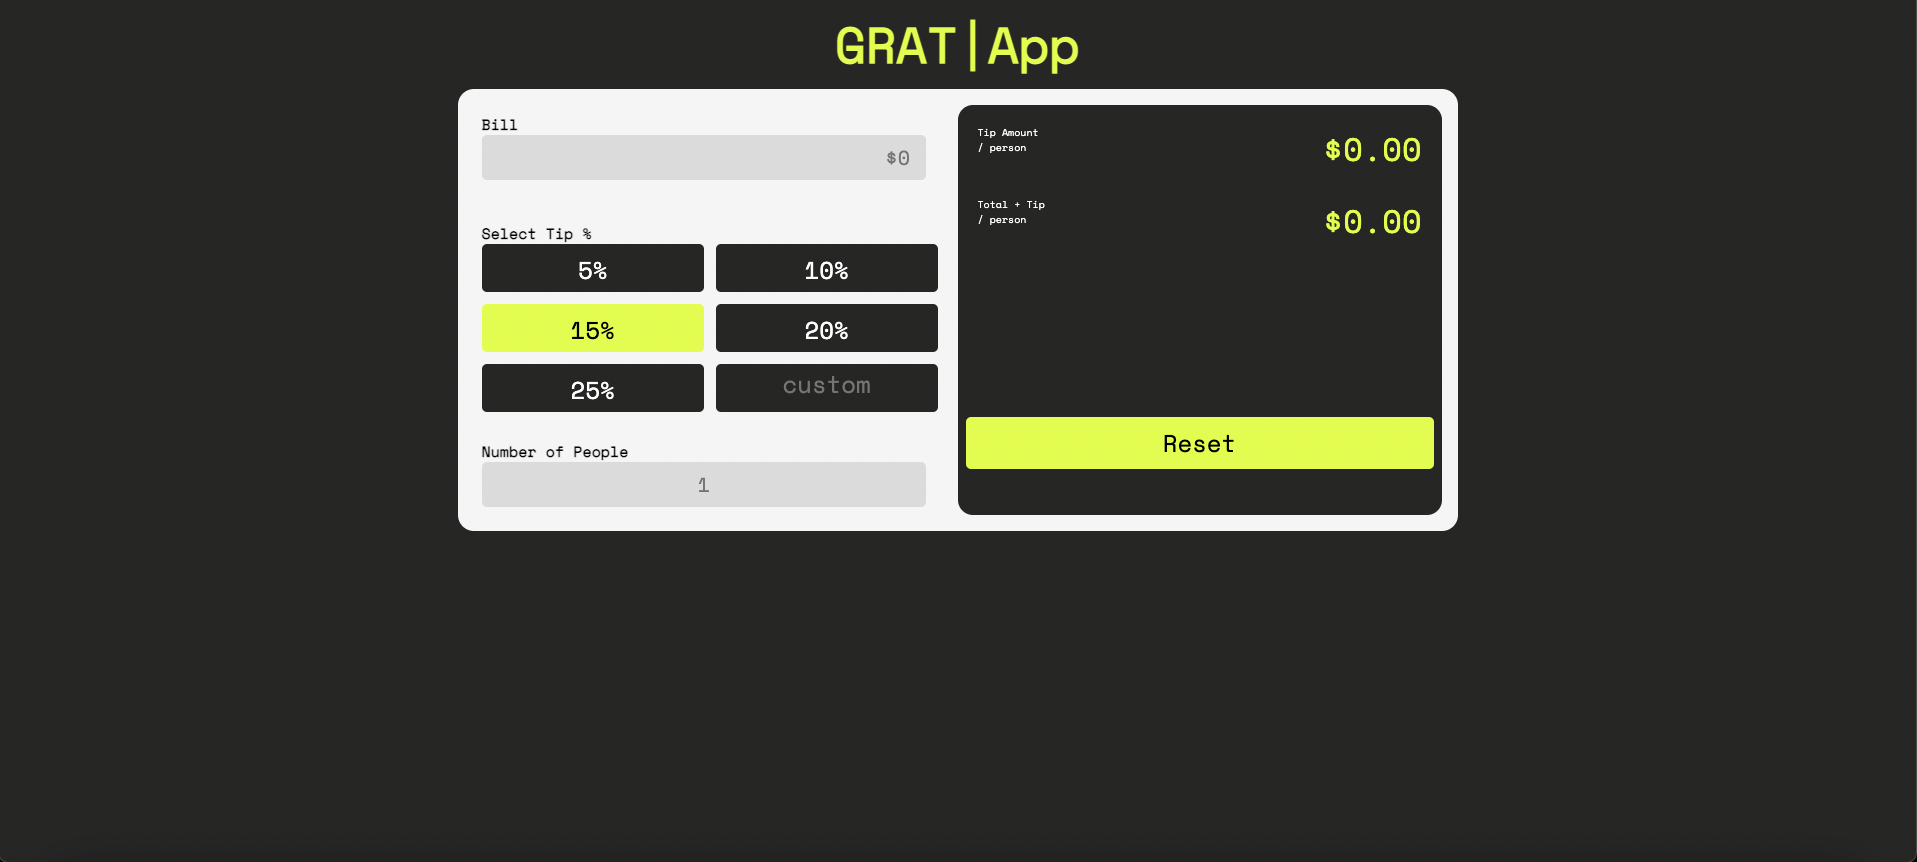 GRAT|App
Bill
$0
Select Tip %
5%
10%
15%
20%
25%
custom
Number of People
1
Tip Amount
/ person
$0.00
Total + Tip
/ person
$0.00
Reset